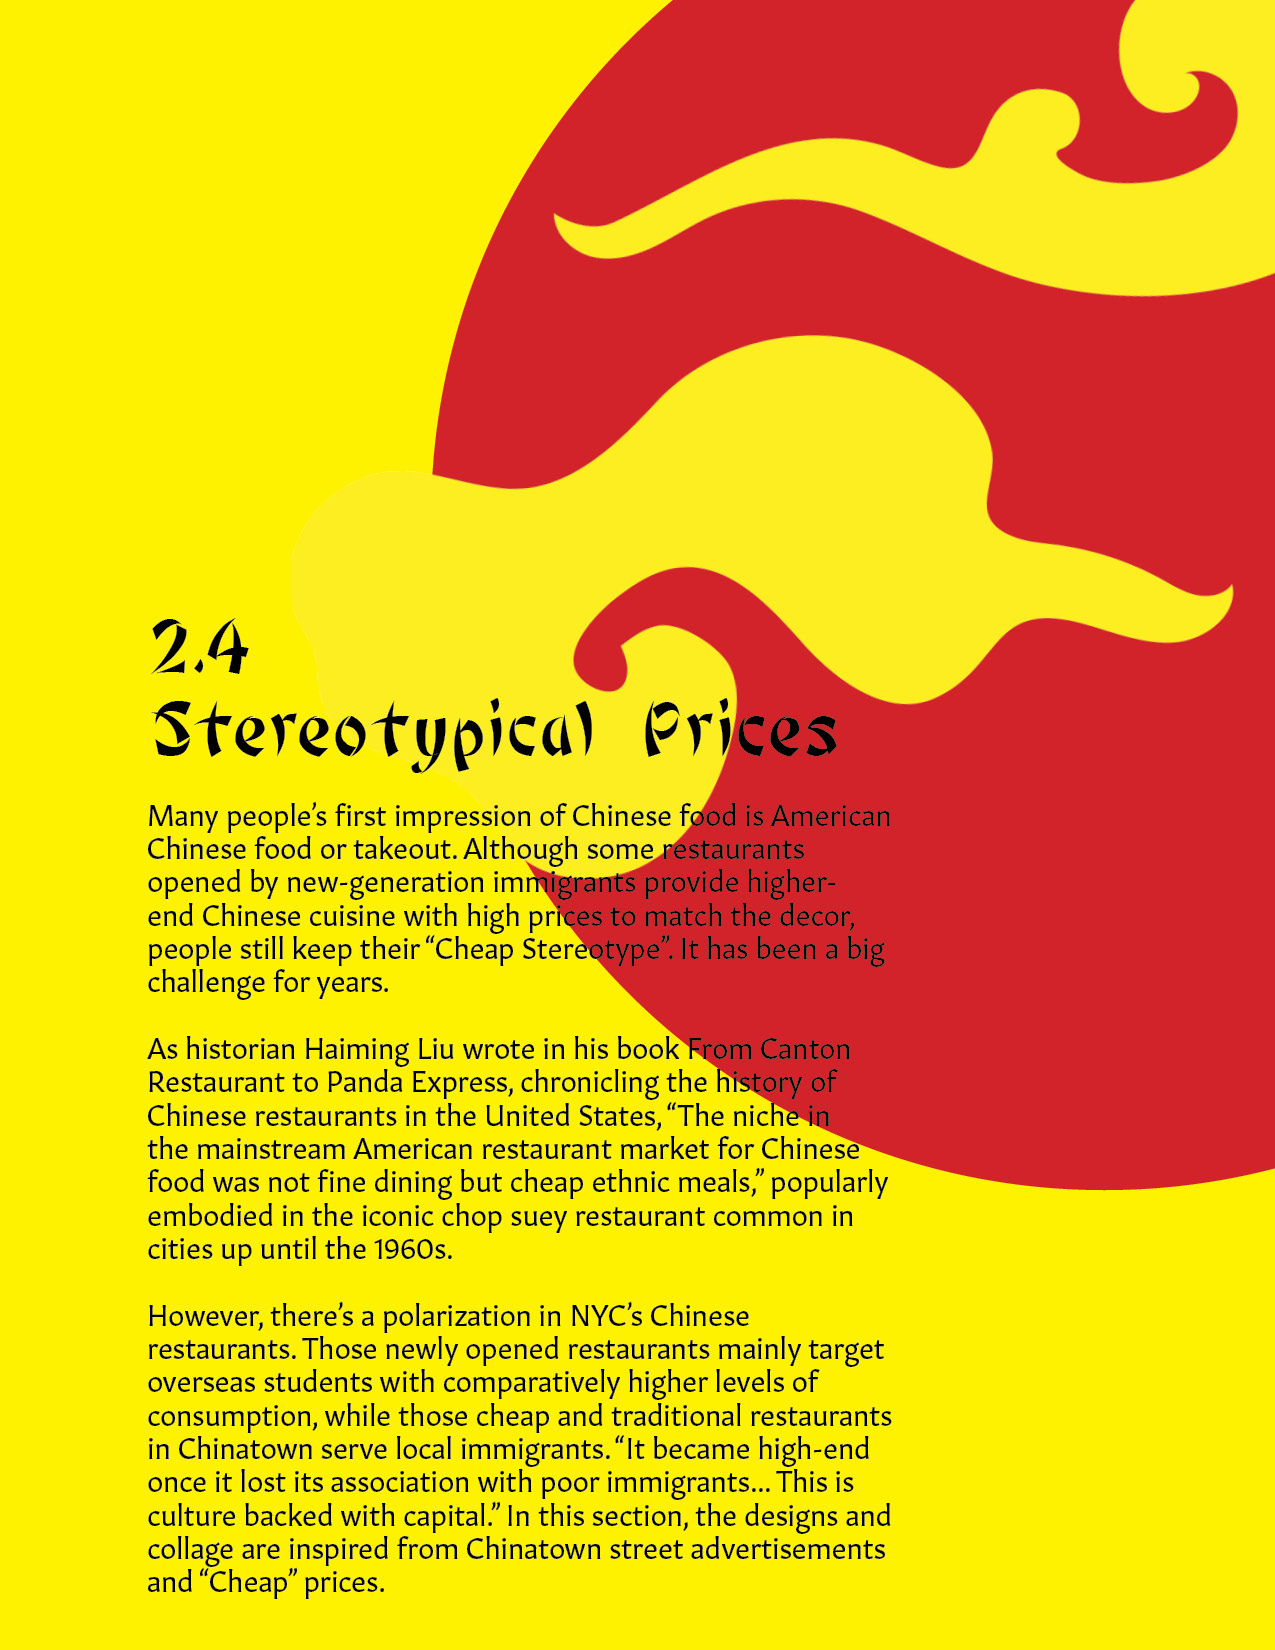 2.4
Stereotypical Prices
Many people’s first impression of Chinese food is American
Chinese food or takeout. Although some restaurants
opened by new-generation immigrants provide higher-
end Chinese cuisine with high prices to match the decor,
people still keep their “Cheap Stereotype”. It has been a big
challenge for years.
As historian Haiming Liu wrote in his book From Canton
Restaurant to Panda Express, chronicling the history of
Chinese restaurants in the United States, “The niche in
the mainstream American restaurant market for Chinese
food was not fine dining but cheap ethnic meals,” popularly
embodied in the iconic chop suey restaurant common in
cities up until the 1960s.
However, there’s a polarization in NYC’s Chinese
restaurants. Those newly opened restaurants mainly target
overseas students with comparatively higher levels of
consumption, while those cheap and traditional restaurants
in Chinatown serve local immigrants. “It became high-end
once it lost its association with poor immigrants... This is
culture backed with capital.” In this section, the designs and
collage are inspired from Chinatown street advertisements
and “Cheap” prices.